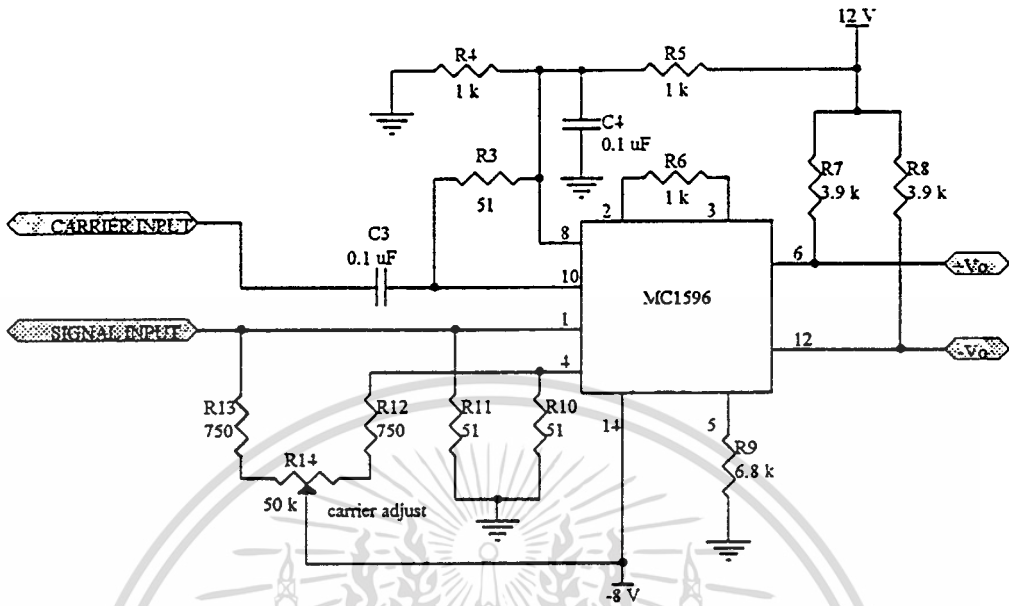 12 V
R4
1 k
R5
1 k
C4
0.1 uF
R3
51
R6
1 k
R7
3.9 k
R8
3.9 k
CARRIER INPUT
C3
0.1 uF
2
3
8
10
6
+Vo
MC1596
SIGNAL INPUT
1
4
12
-Vo
R13
750
R12
750
R11
51
R10
51
14
5
R9
6.8 k
R14
50 k
carrier adjust
-8 V